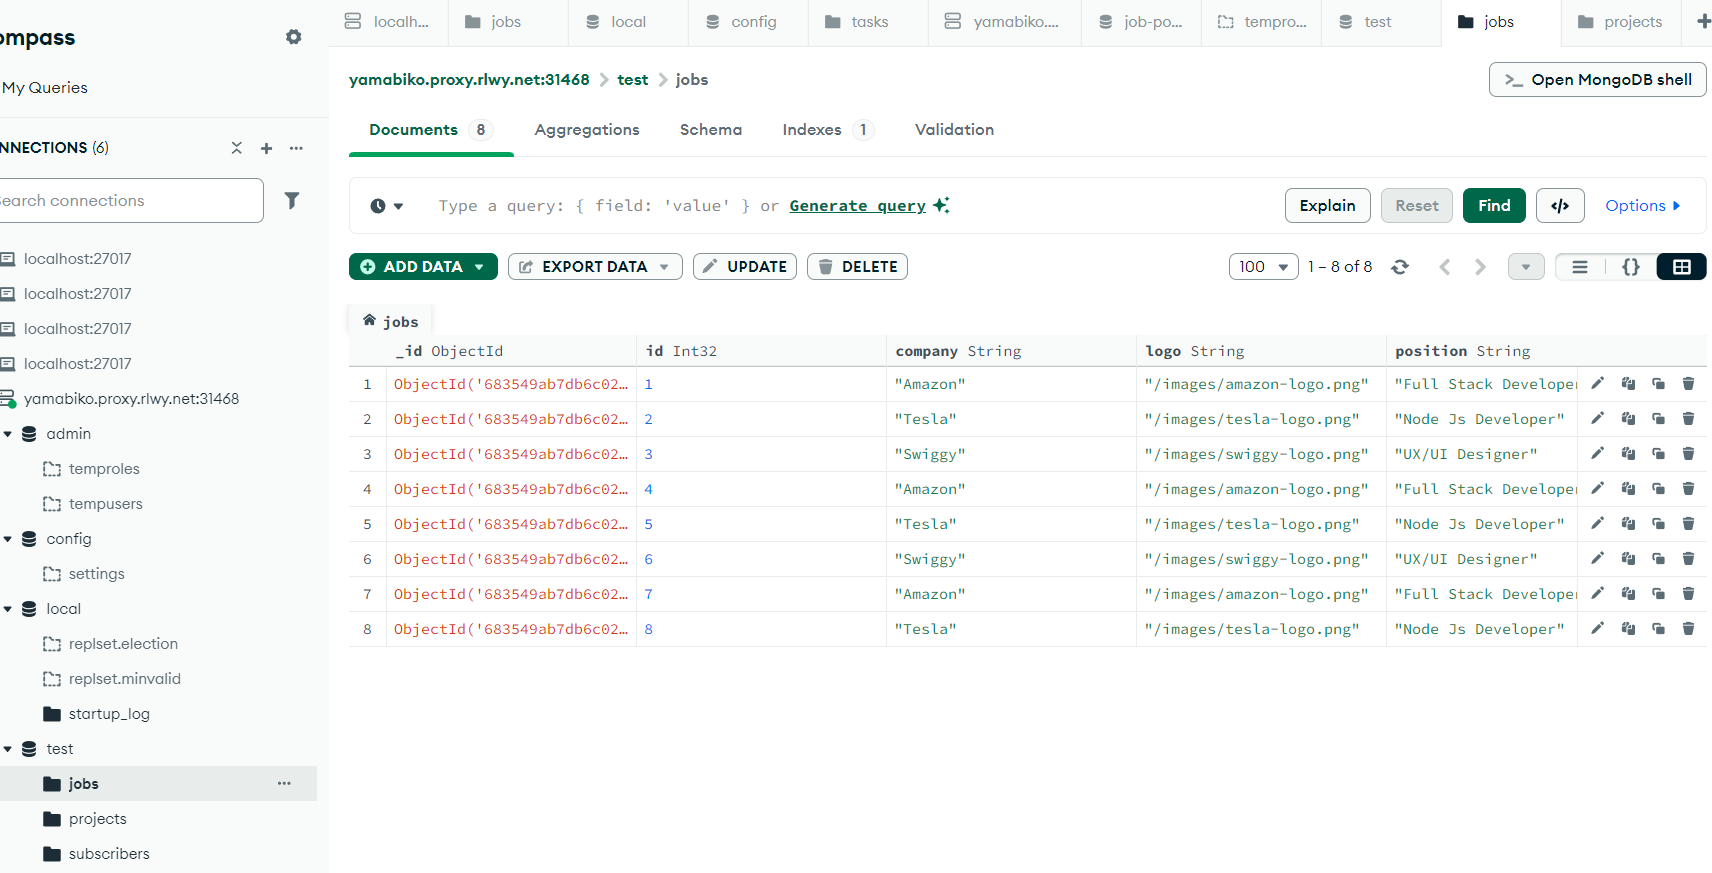 ompass
My Queries
NNECTIONS (6)
earch connections
localhost:27017
localhost:27017
localhost:27017
localhost:27017
yamabiko.proxy.rlwy.net:31468
admin
temproles
tempusers
config
settings
local
replset.election
replset.minvalid
startup_log
test
jobs
projects
subscribers
localh... jobs local config tasks yamabiko.... job-po... tempro... test jobs projects
yamabiko.proxy.rlwy.net:31468 > test > jobs >_ Open MongoDB shell
Documents 8 Aggregations Schema Indexes 1 Validation
Type a query: { field: 'value' } or Generate query Explain Reset Find </> Options
ADD DATA EXPORT DATA UPDATE DELETE 100 1 – 8 of 8 {}
jobs
_id ObjectId id Int32 company String logo String position String
1 ObjectId('683549ab7db6c02… 1 "Amazon" "/images/amazon-logo.png" "Full Stack Developer
2 ObjectId('683549ab7db6c02… 2 "Tesla" "/images/tesla-logo.png" "Node Js Developer"
3 ObjectId('683549ab7db6c02… 3 "Swiggy" "/images/swiggy-logo.png" "UX/UI Designer"
4 ObjectId('683549ab7db6c02… 4 "Amazon" "/images/amazon-logo.png" "Full Stack Developer
5 ObjectId('683549ab7db6c02… 5 "Tesla" "/images/tesla-logo.png" "Node Js Developer"
6 ObjectId('683549ab7db6c02… 6 "Swiggy" "/images/swiggy-logo.png" "UX/UI Designer"
7 ObjectId('683549ab7db6c02… 7 "Amazon" "/images/amazon-logo.png" "Full Stack Developer
8 ObjectId('683549ab7db6c02… 8 "Tesla" "/images/tesla-logo.png" "Node Js Developer"